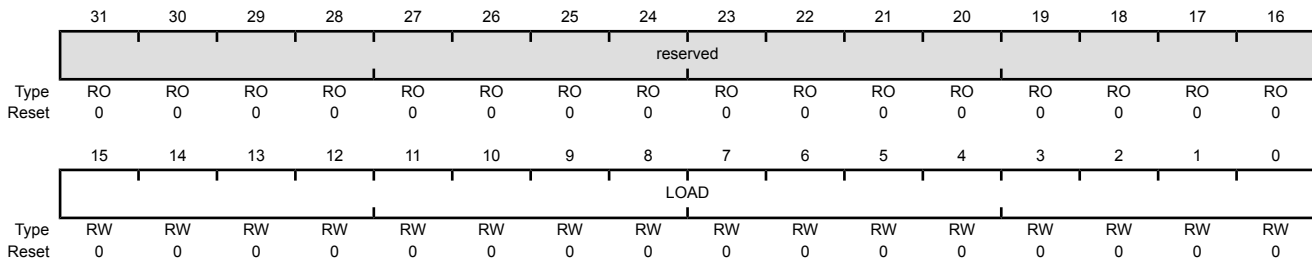 31 30 29 28 27 26 25 24 23 22 21 20 19 18 17 16
reserved
Type RO RO RO RO RO RO RO RO RO RO RO RO RO RO RO RO
Reset 0 0 0 0 0 0 0 0 0 0 0 0 0 0 0 0
15 14 13 12 11 10 9 8 7 6 5 4 3 2 1 0
LOAD
Type RW RW RW RW RW RW RW RW RW RW RW RW RW RW RW RW
Reset 0 0 0 0 0 0 0 0 0 0 0 0 0 0 0 0